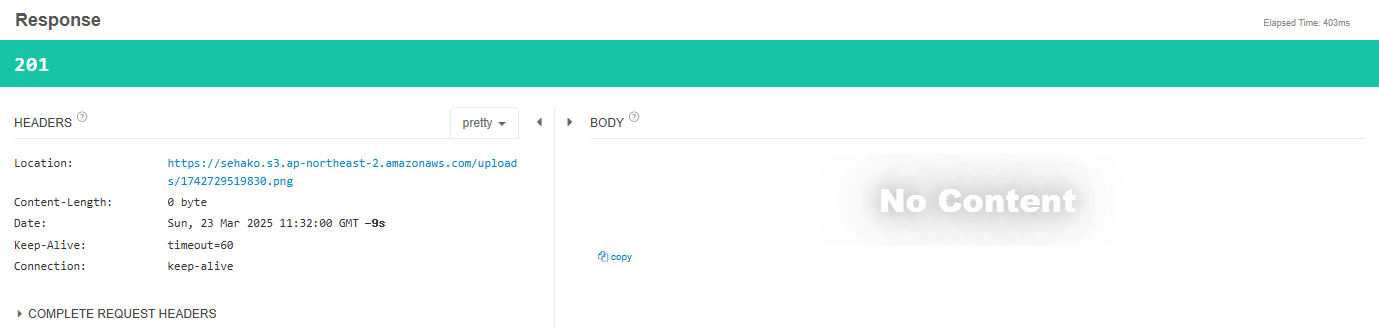 Response
Elapsed Time: 403ms
201
HEADERS ?
pretty
BODY ?
Location: https://sehako.s3.ap-northeast-2.amazonaws.com/upload
s/1742729519830.png
Content-Length: 0 byte
Date: Sun, 23 Mar 2025 11:32:00 GMT -9s
Keep-Alive: timeout=60
Connection: keep-alive
COMPLETE REQUEST HEADERS
No Content
copy